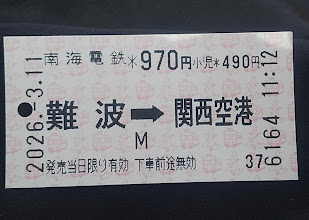 南海電鉄 ✕970円 小児✕490円
難波➡関西空港
M
発売当日限り有効 下車前途無効 37
2026.-3.11
6164 11:12